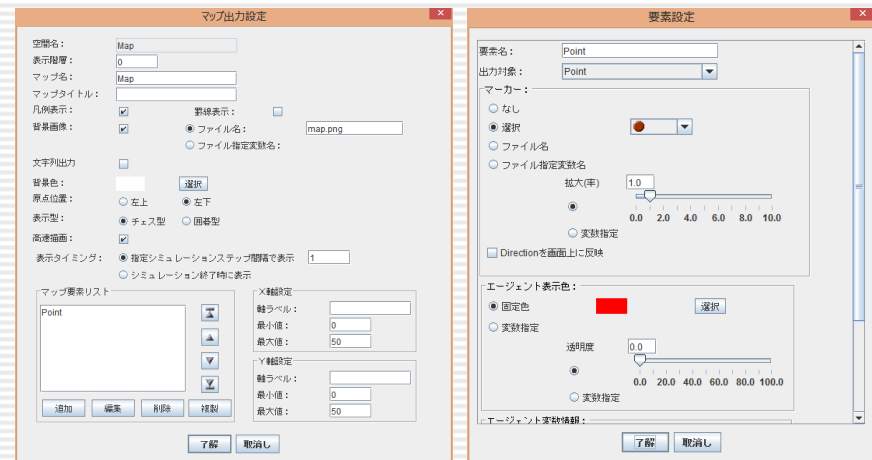 マップ出力設定
空間名：
Map
表示階層：
0
マップ名：
Map
マップタイトル：
凡例表示：
罫線表示：
背景画像：
ファイル名：
map.png
ファイル指定変数名：
文字列出力
背景色：
選択
原点位置：
左上
左下
表示型：
チェス型
囲碁型
高速描画：
表示タイミング：
指定シミュレーションステップ間隔で表示
1
シミュレーション終了時に表示
マップ要素リスト
Point
追加
編集
削除
複製
X軸設定
軸ラベル：
最小値：
0
最大値：
50
Y軸設定
軸ラベル：
最小値：
0
最大値：
50
了解
取消し
要素設定
要素名：
Point
出力対象：
Point
マーカー：
なし
選択
ファイル名
ファイル指定変数名
拡大(率)
1.0
0.0 2.0 4.0 6.0 8.0 10.0
変数指定
Directionを画面上に反映
エージェント表示色：
固定色
選択
変数指定
透明度
0.0
0.0 20.0 40.0 60.0 80.0 100.0
変数指定
エージェント変数情報：
了解
取消し